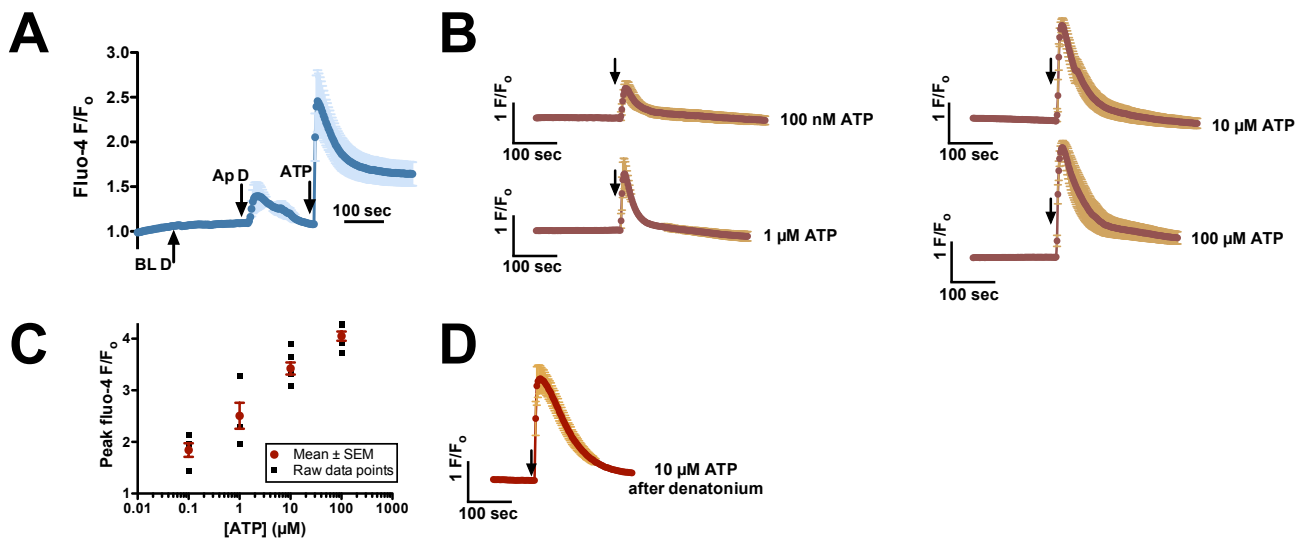 A
Fluo-4 F/Fo
3.0
2.5
2.0
1.5
1.0
BL D
Ap D
ATP
100 sec
B
1 F/Fo
100 sec
100 nM ATP
1 F/Fo
100 sec
1 µM ATP
1 F/Fo
100 sec
10 µM ATP
1 F/Fo
100 sec
100 µM ATP
C
Peak fluo-4 F/Fo
4
3
2
1
0.01
0.1
1
10
100
1000
[ATP] (µM)
Mean ± SEM
Raw data points
D
1 F/Fo
100 sec
10 µM ATP
after denatonium